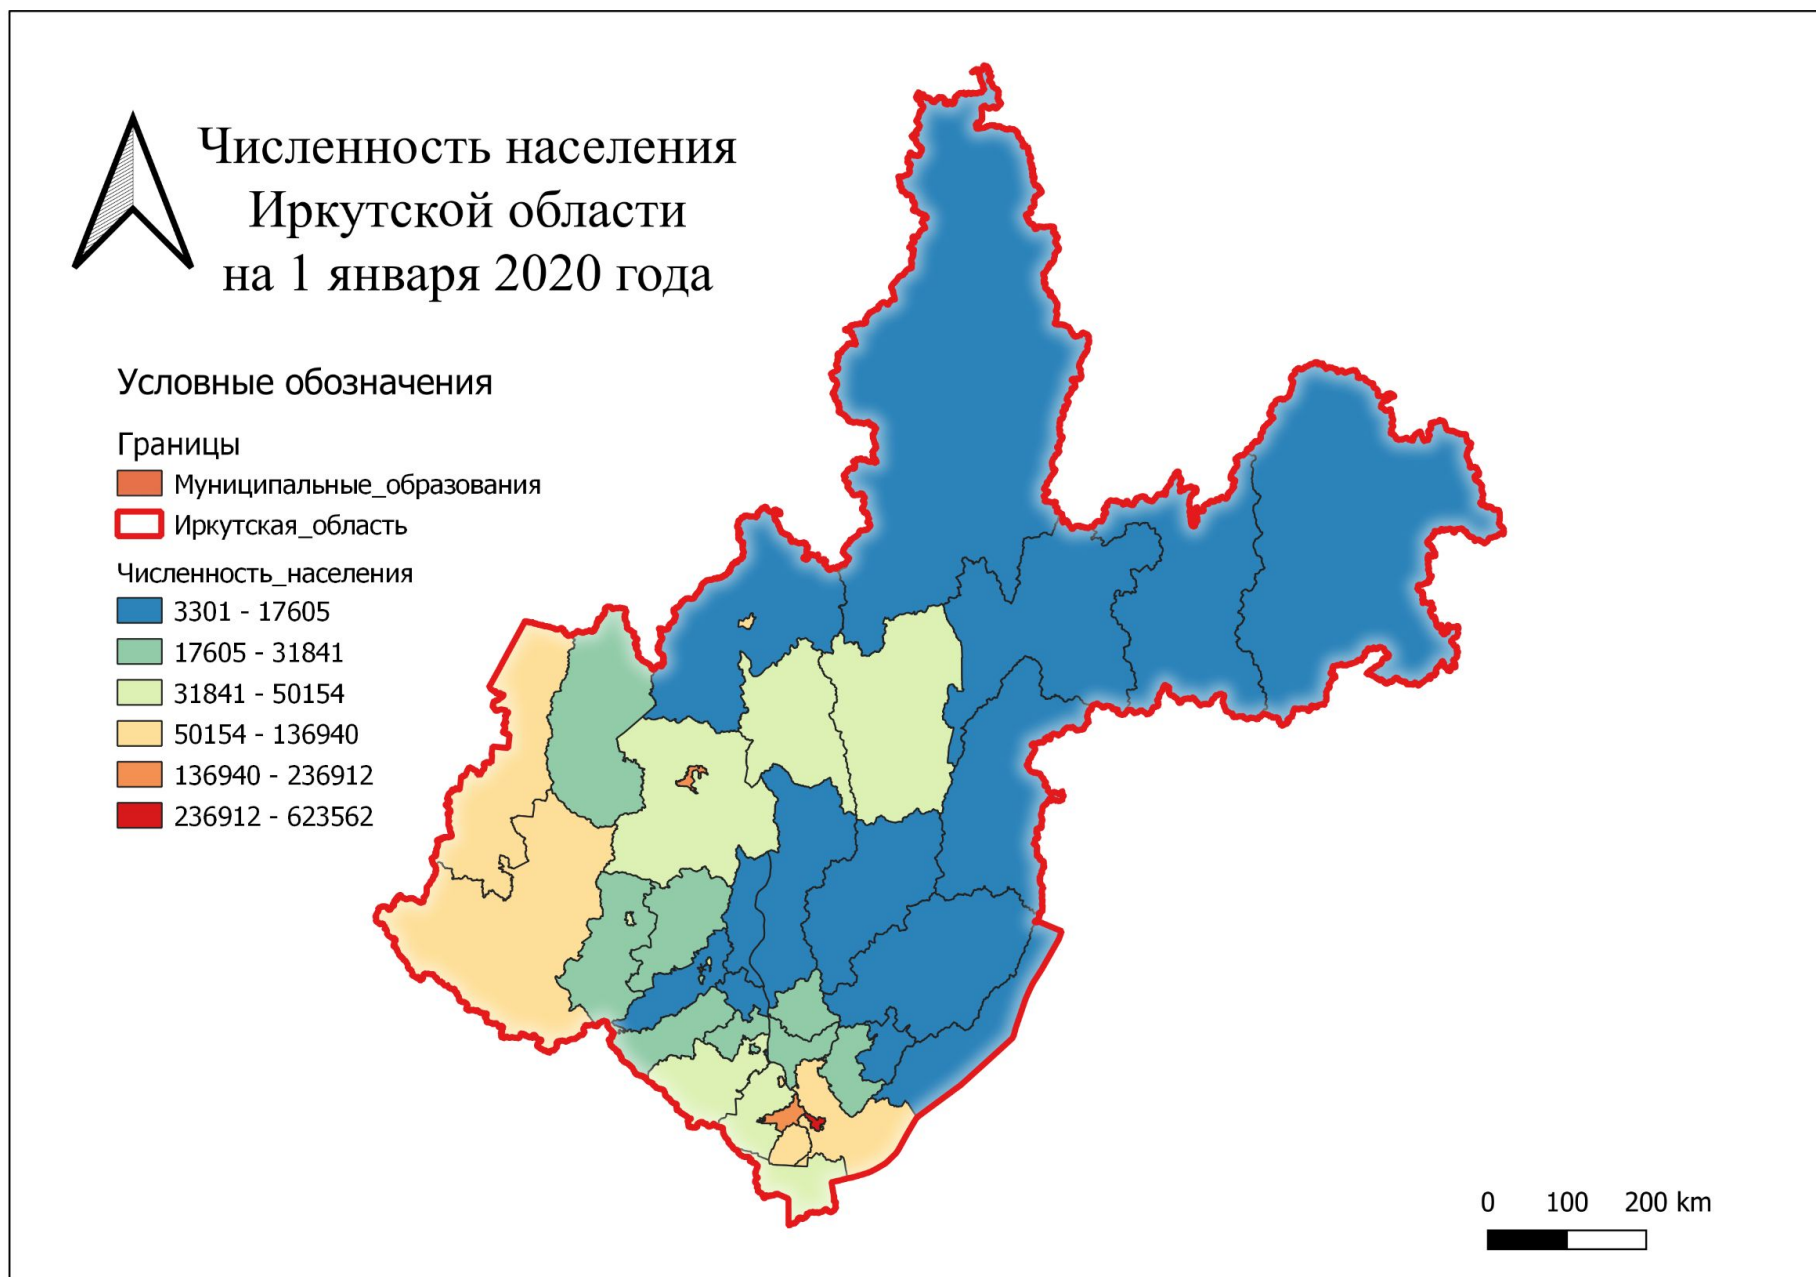 Численность населения
Иркутской области
на 1 января 2020 года
Условные обозначения
Границы
Муниципальные_образования
Иркутская_область
Численность_населения
3301 - 17605
17605 - 31841
31841 - 50154
50154 - 136940
136940 - 236912
236912 - 623562
0 100 200 km